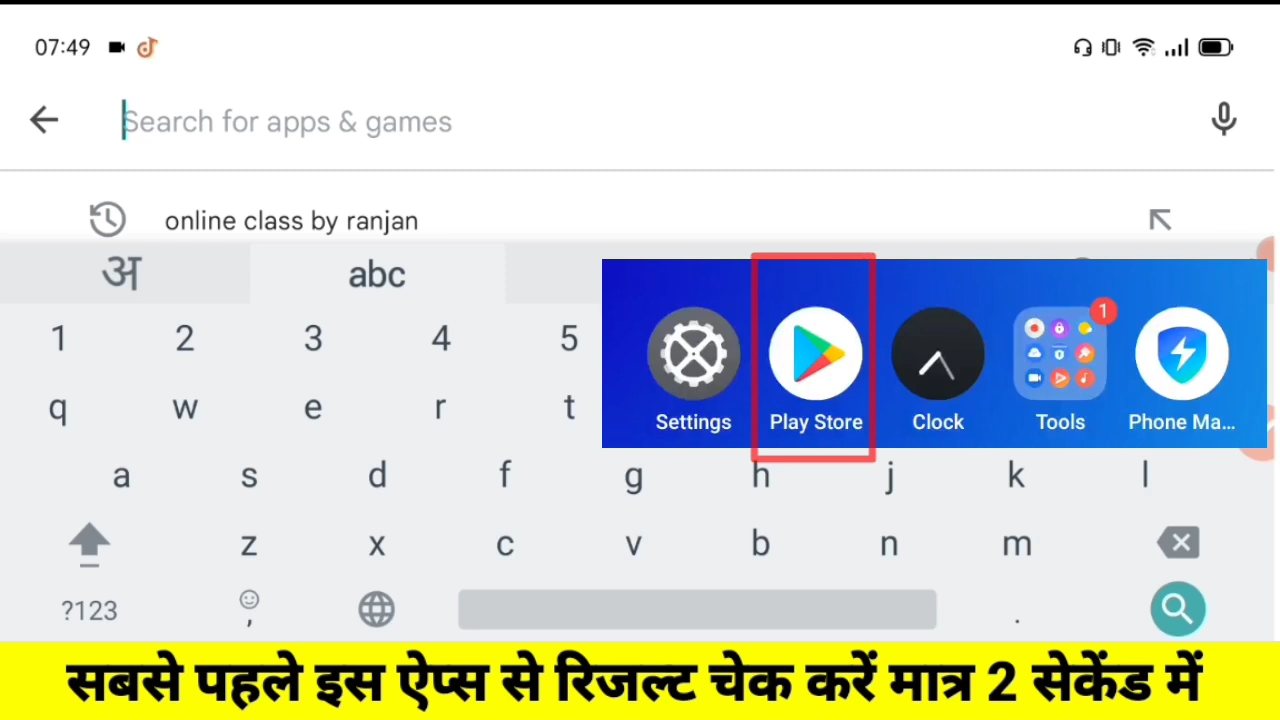 07:49
Search for apps & games
online class by ranjan
अ abc
1 2 3 4 5
q w e r t
Settings Play Store Clock Tools 1 Phone Ma...
a s d f g h j k l
z x c v b n m
?123 , .
सबसे पहले इस ऐप्स से रिजल्ट चेक करें मात्र 2 सेकेंड में